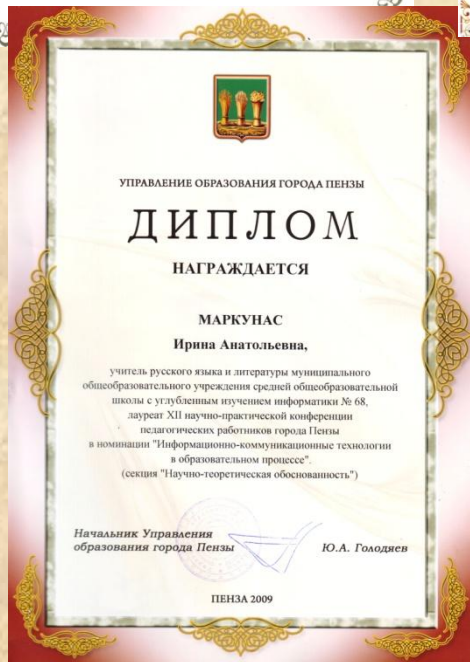 УПРАВЛЕНИЕ ОБРАЗОВАНИЯ ГОРОДА ПЕНЗЫ
ДИПЛОМ
НАГРАЖДАЕТСЯ
МАРКУНАС
Ирина Анатольевна,
учитель русского языка и литературы муниципального
общеобразовательного учреждения средней общеобразовательной
школы с углубленным изучением информатики № 68,
лауреат XII научно-практической конференции
педагогических работников города Пензы
в номинации "Информационно-коммуникационные технологии
в образовательном процессе".
(секция "Научно-теоретическая обоснованность")
Начальник Управления
образования города Пензы Ю.А. Голодяев
ПЕНЗА 2009